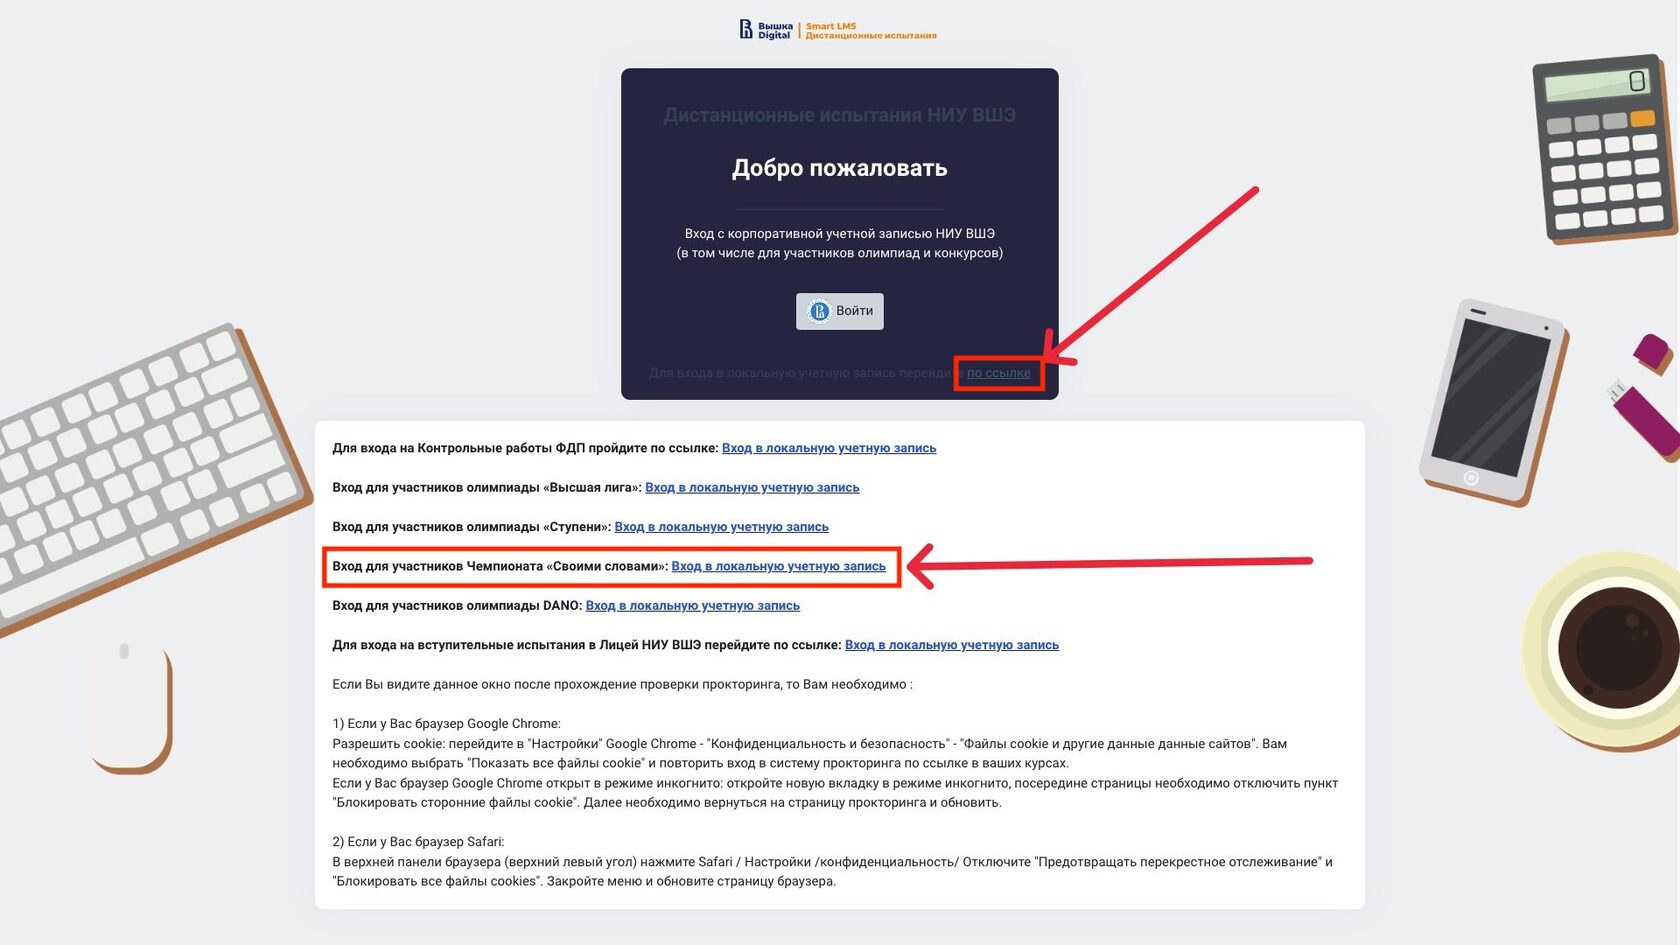 Вышка
Digital
Smart LMS
Дистанционные испытания
0
Дистанционные испытания НИУ ВШЭ
Добро пожаловать
Вход с корпоративной учетной записью НИУ ВШЭ
(в том числе для участников олимпиад и конкурсов)
Войти
Для входа в локальную учетную запись перейдите по ссылке
Для входа на Контрольные работы ФДП пройдите по ссылке: Вход в локальную учетную запись
Вход для участников олимпиады «Высшая лига»: Вход в локальную учетную запись
Вход для участников олимпиады «Ступени»: Вход в локальную учетную запись
Вход для участников Чемпионата «Своими словами»: Вход в локальную учетную запись
Вход для участников олимпиады DANO: Вход в локальную учетную запись
Для входа на вступительные испытания в Лицей НИУ ВШЭ перейдите по ссылке: Вход в локальную учетную запись
Если Вы видите данное окно после прохождение проверки прокторинга, то Вам необходимо :
1) Если у Вас браузер Google Chrome:
Разрешить cookie: перейдите в "Настройки" Google Chrome - "Конфиденциальность и безопасность" - "Файлы cookie и другие данные данные сайтов". Вам
необходимо выбрать "Показать все файлы cookie" и повторить вход в систему прокторинга по ссылке в ваших курсах.
Если у Вас браузер Google Chrome открыт в режиме инкогнито: откройте новую вкладку в режиме инкогнито, посередине страницы необходимо отключить пункт
"Блокировать сторонние файлы cookie". Далее необходимо вернуться на страницу прокторинга и обновить.
2) Если у Вас браузер Safari:
В верхней панели браузера (верхний левый угол) нажмите Safari / Настройки /конфиденциальность/ Отключите "Предотвращать перекрестное отслеживание" и
"Блокировать все файлы cookies". Закройте меню и обновите страницу браузера.